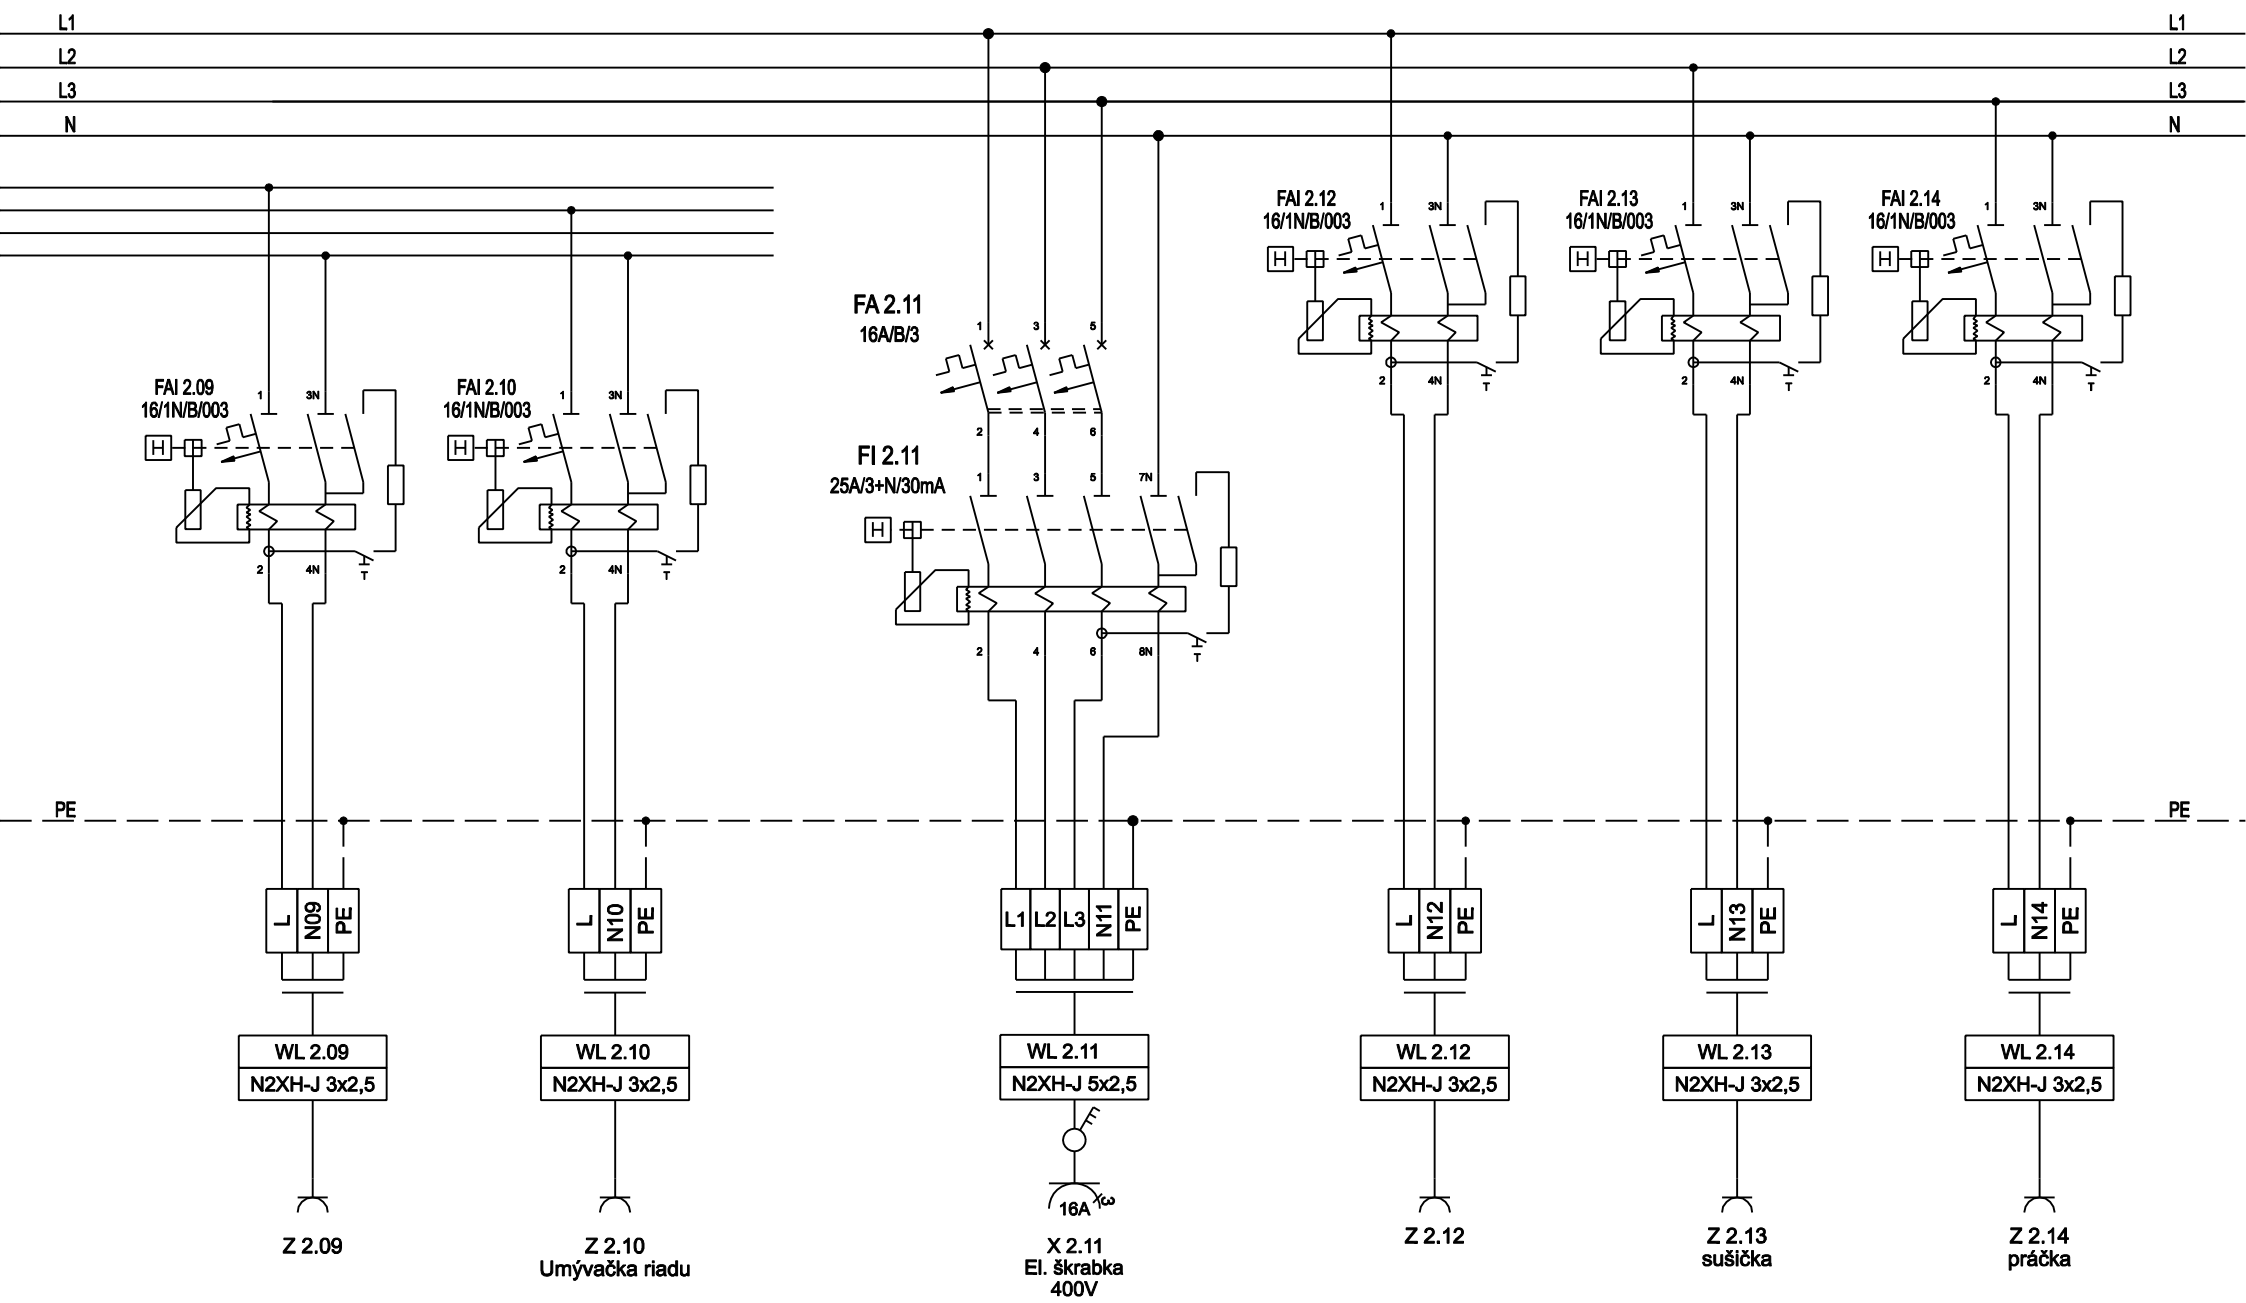 L1 L1
L2 L2
L3 L3
N N
FAI 2.09
16/1N/B/003
1 3N
H
T
2 4N
FAI 2.10
16/1N/B/003
1 3N
H
T
2 4N
FA 2.11
16A/B/3
1 3 5
2 4 6
FI 2.11
25A/3+N/30mA
1 3 5 7N
H
T
2 4 6 8N
FAI 2.12
16/1N/B/003
1 3N
H
T
2 4N
FAI 2.13
16/1N/B/003
1 3N
H
T
2 4N
FAI 2.14
16/1N/B/003
1 3N
H
T
2 4N
PE PE
L N09 PE
WL 2.09
N2XH-J 3x2,5
Z 2.09
L N10 PE
WL 2.10
N2XH-J 3x2,5
Z 2.10
Umývačka riadu
L1 L2 L3 N11 PE
WL 2.11
N2XH-J 5x2,5
16A 3
X 2.11
El. škrabka
400V
L N12 PE
WL 2.12
N2XH-J 3x2,5
Z 2.12
L N13 PE
WL 2.13
N2XH-J 3x2,5
Z 2.13
sušička
L N14 PE
WL 2.14
N2XH-J 3x2,5
Z 2.14
práčka